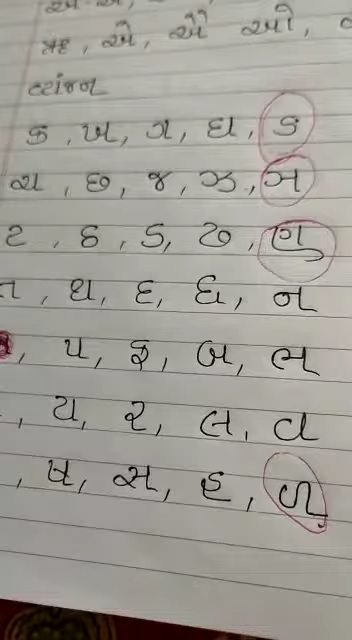 ઋ, એ, ઐ ઓ,
વ્યંજન
ક, ખ, ગ, ઘ, ઙ
ચ, છ, જ, ઝ, ઞ
ટ, ઠ, ડ, ઢ, ણ
ત, થ, દ, ધ, ન
, પ, ફ, બ, ભ
, ય, ર, લ, વ
, ષ, સ, હ, ળ